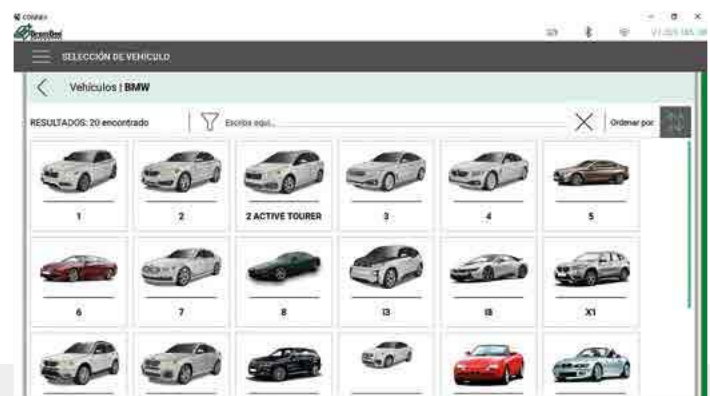 CONNEX
SELECCIÓN DE VEHÍCULO
Vehículos | BMW
RESULTADOS: 20 encontrado
Escriba aquí...
Ordenar por
1
2
2 ACTIVE TOURER
3
4
5
6
7
8
I3
I8
X1